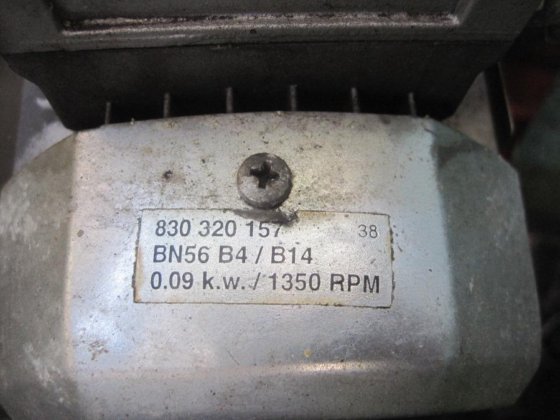 830 320 157 38
BN56 B4 / B14
0.09 k.w. / 1350 RPM